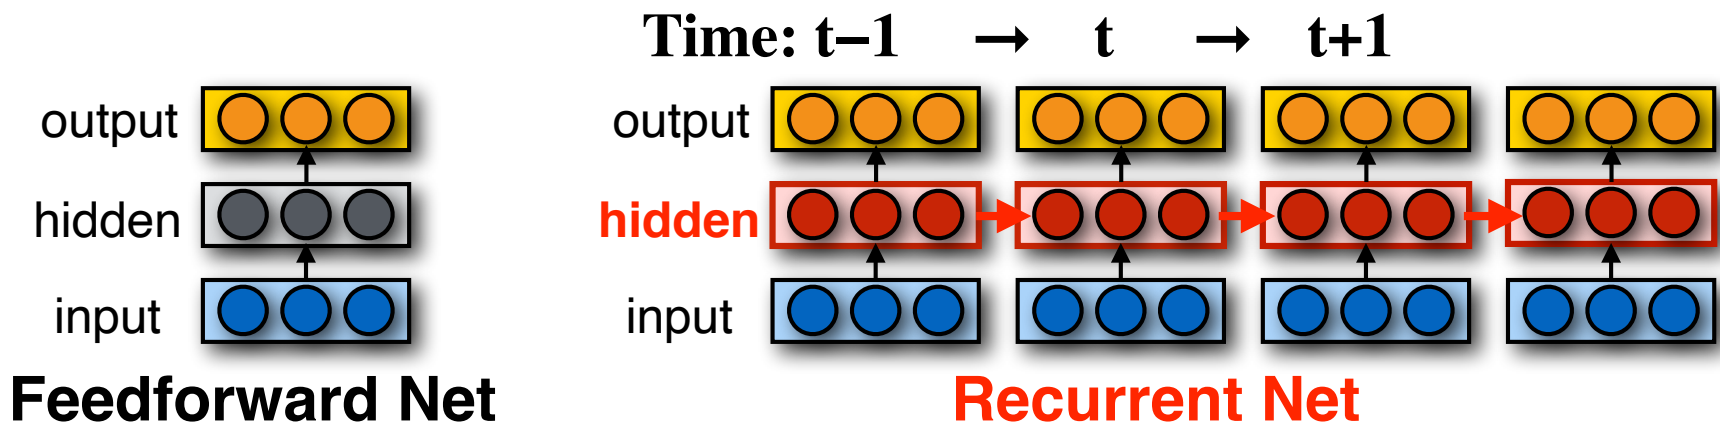 Time: t–1 → t → t+1
output
hidden
input
Feedforward Net
output
hidden
input
Recurrent Net